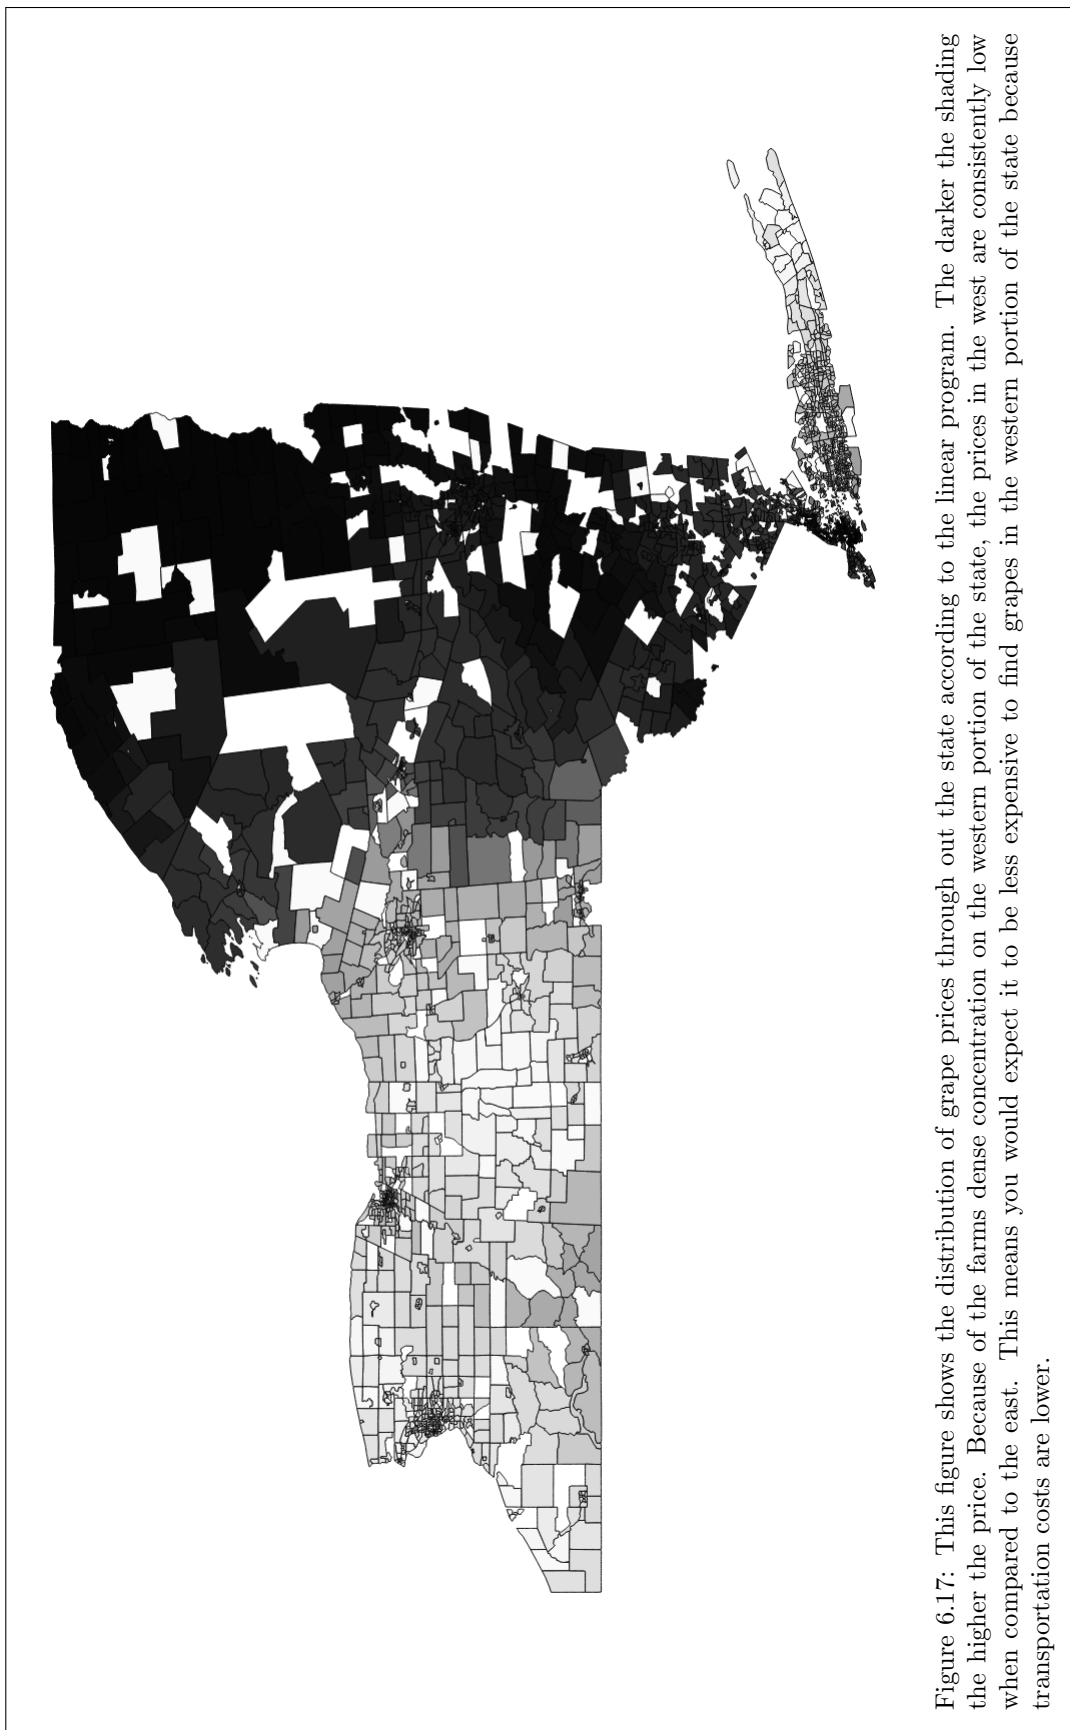 Figure 6.17: This figure shows the distribution of grape prices through out the state according to the linear program. The darker the shading
the higher the price. Because of the farms dense concentration on the western portion of the state, the prices in the west are consistently low
when compared to the east. This means you would expect it to be less expensive to find grapes in the western portion of the state because
transportation costs are lower.